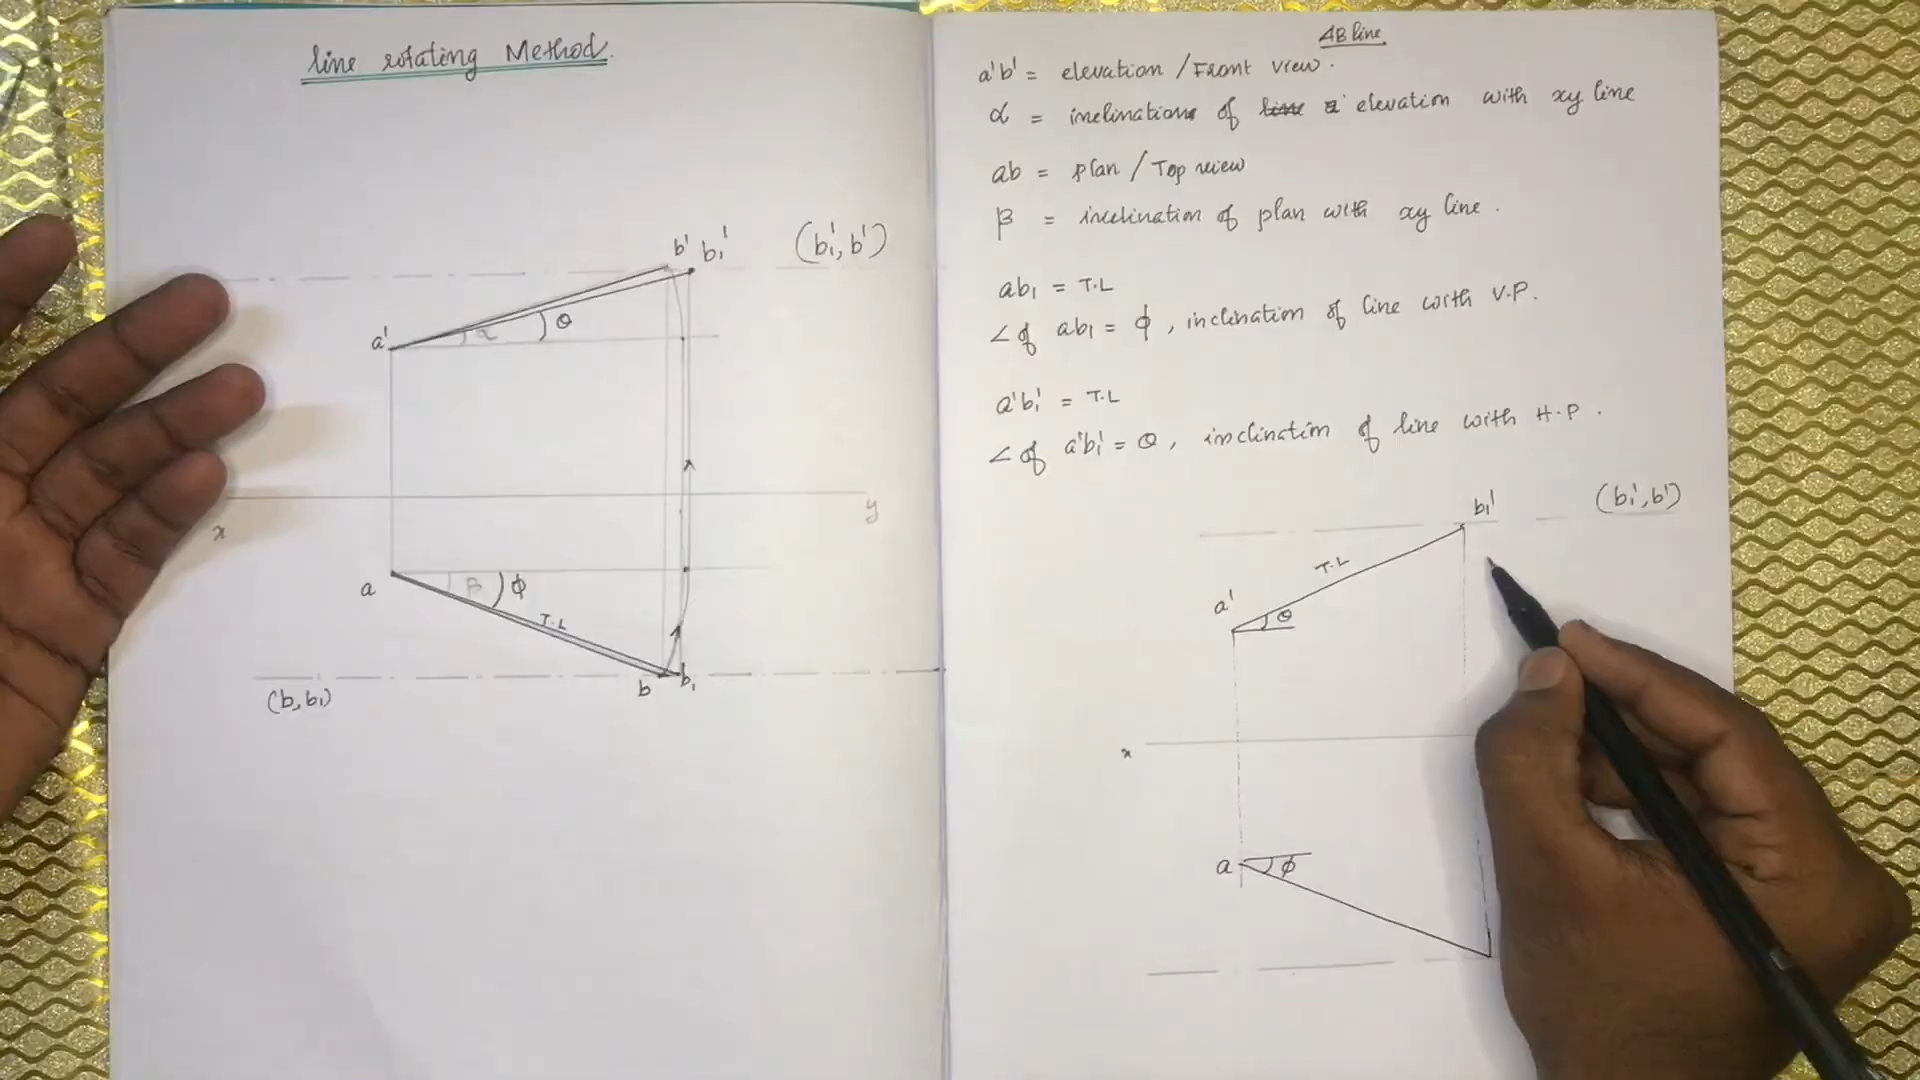 line rotating Method.
b' b₁' (b₁', b')
a' α θ
x y
a β φ
T.L
b b₁
(b, b₁)
AB line
a'b' = elevation / Front view.
α = inclination of line a' elevation with xy line
ab = plan / Top view
β = inclination of plan with xy line.
ab₁ = T.L
∠ of ab₁ = φ, inclination of line with V.P.
a'b₁' = T.L
∠ of a'b₁' = θ, inclination of line with H.P.
b₁' (b₁', b')
T.L
a' θ
x
a φ